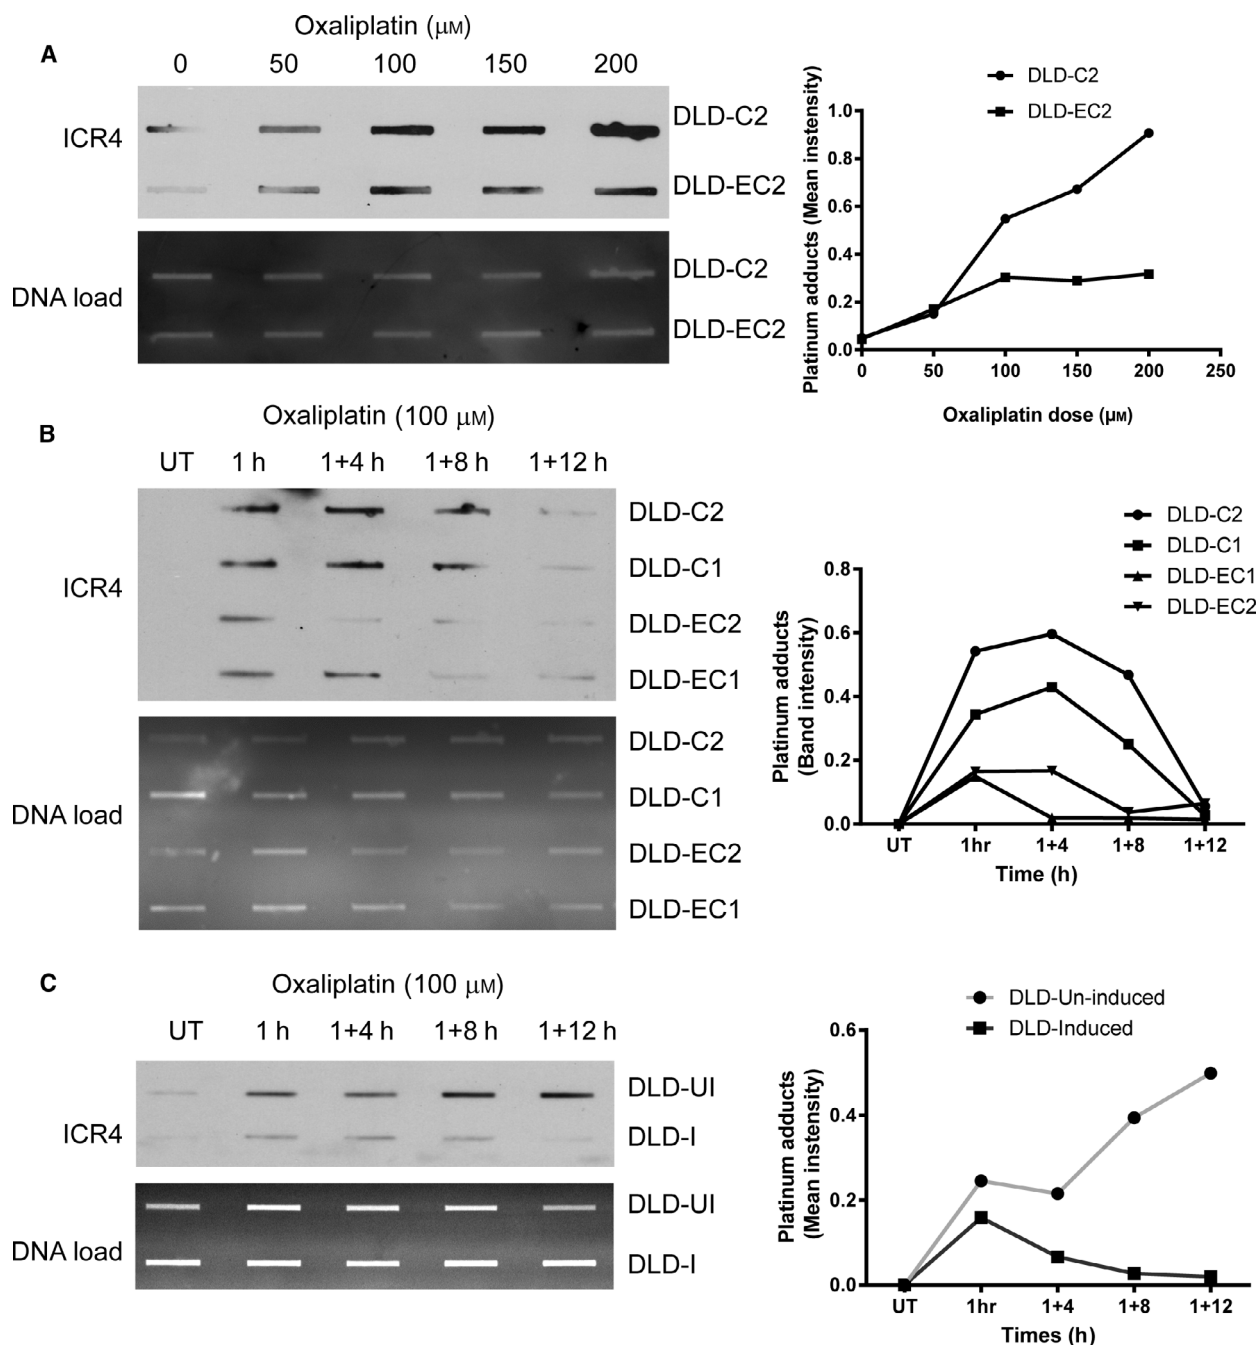 A
Oxaliplatin (μM)
0 50 100 150 200
ICR4
DLD-C2
DLD-EC2
DNA load
DLD-C2
DLD-EC2
DLD-C2
DLD-EC2
Platinum adducts (Mean instensity)
1.0
0.8
0.6
0.4
0.2
0.0
0 50 100 150 200 250
Oxaliplatin dose (μM)
B
Oxaliplatin (100 μM)
UT 1 h 1+4 h 1+8 h 1+12 h
ICR4
DLD-C2
DLD-C1
DLD-EC2
DLD-EC1
DNA load
DLD-C2
DLD-C1
DLD-EC2
DLD-EC1
DLD-C2
DLD-C1
DLD-EC1
DLD-EC2
Platinum adducts
(Band intensity)
0.8
0.6
0.4
0.2
0.0
UT 1hr 1+4 1+8 1+12
Time (h)
C
Oxaliplatin (100 μM)
UT 1 h 1+4 h 1+8 h 1+12 h
ICR4
DLD-UI
DLD-I
DNA load
DLD-UI
DLD-I
DLD-Un-induced
DLD-Induced
Platinum adducts
(Mean instensity)
0.6
0.4
0.2
0.0
UT 1hr 1+4 1+8 1+12
Times (h)